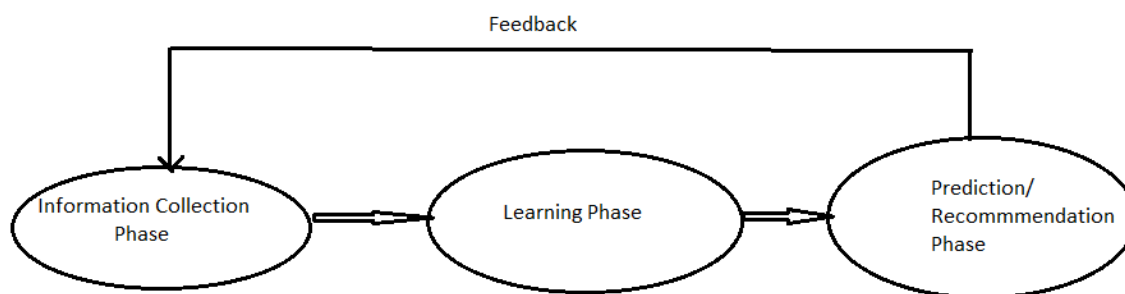 Feedback
Information Collection
Phase
Learning Phase
Prediction/
Recommmendation
Phase